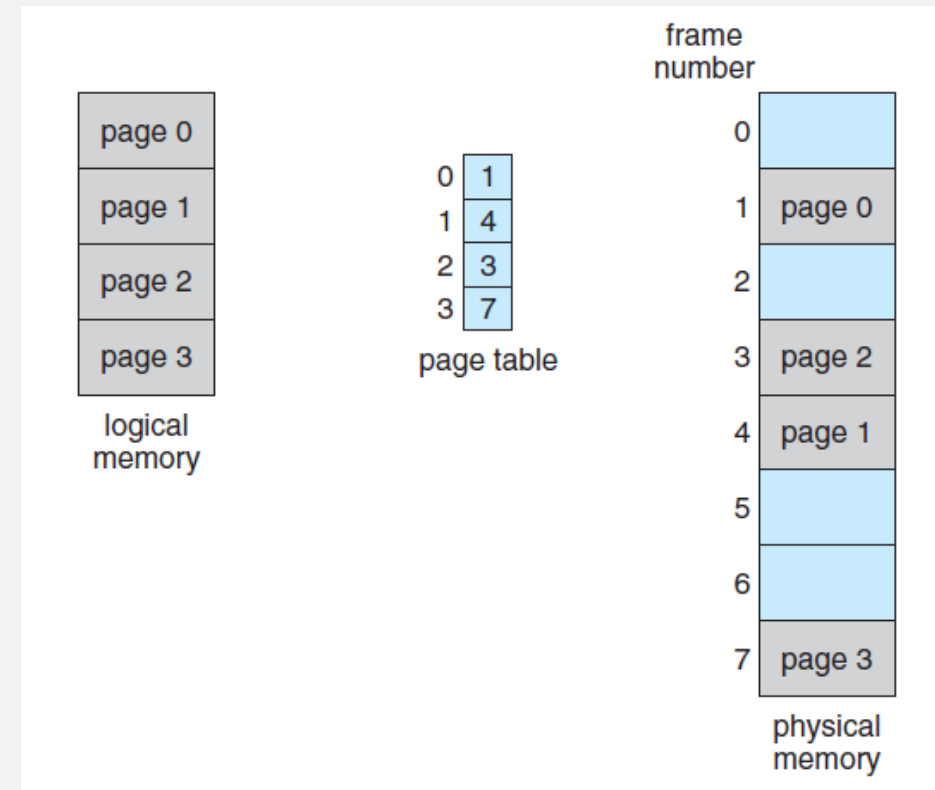 page 0
page 1
page 2
page 3
logical
memory
0 1
1 4
2 3
3 7
page table
frame
number
0
1 page 0
2
3 page 2
4 page 1
5
6
7 page 3
physical
memory